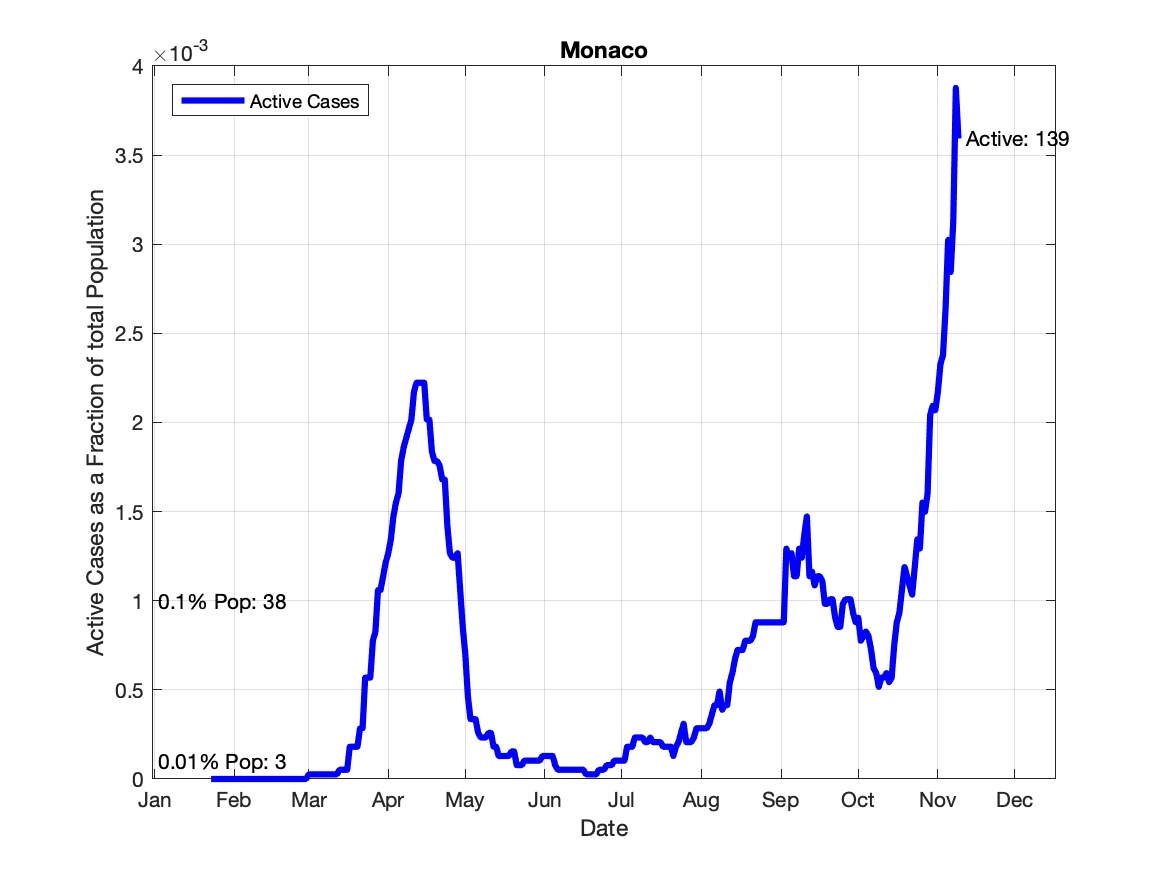 Monaco
×10-3
4
3.5
3
2.5
2
1.5
1
0.5
0
Active Cases as a Fraction of total Population
Active Cases
Active: 139
0.1% Pop: 38
0.01% Pop: 3
Jan Feb Mar Apr May Jun Jul Aug Sep Oct Nov Dec
Date